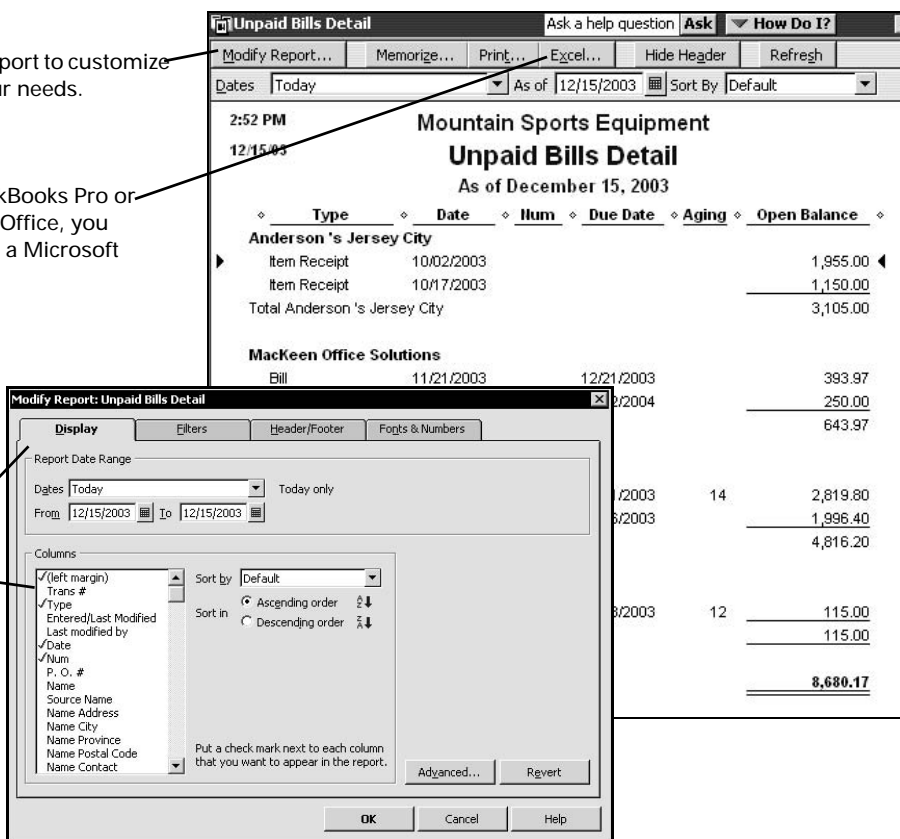 Unpaid Bills Detail Ask a help question Ask How Do I?
port to customize
r needs.
Modify Report... Memorize... Print... Excel... Hide Header Refresh
Dates Today As of 12/15/2003 Sort By Default
2:52 PM
Mountain Sports Equipment
12/15/03
Unpaid Bills Detail
As of December 15, 2003
kBooks Pro or
Office, you
a Microsoft
Type Date Num Due Date Aging Open Balance
Anderson 's Jersey City
Item Receipt 10/02/2003 1,955.00
Item Receipt 10/17/2003 1,150.00
Total Anderson 's Jersey City 3,105.00
MacKeen Office Solutions
Bill 11/21/2003 12/21/2003 393.97
2/2004 250.00
643.97
1/2003 14 2,819.80
6/2003 1,996.40
4,816.20
3/2003 12 115.00
115.00
8,680.17
Modify Report: Unpaid Bills Detail
Display Filters Header/Footer Fonts & Numbers
Report Date Range
Dates Today Today only
From 12/15/2003 To 12/15/2003
Columns
(left margin)
Trans #
Type
Entered/Last Modified
Last modified by
Date
Num
P. O. #
Name
Source Name
Name Address
Name City
Name Province
Name Postal Code
Name Contact
Sort by Default
Sort in Ascending order
Descending order
Put a check mark next to each column
that you want to appear in the report.
Advanced... Revert
OK Cancel Help